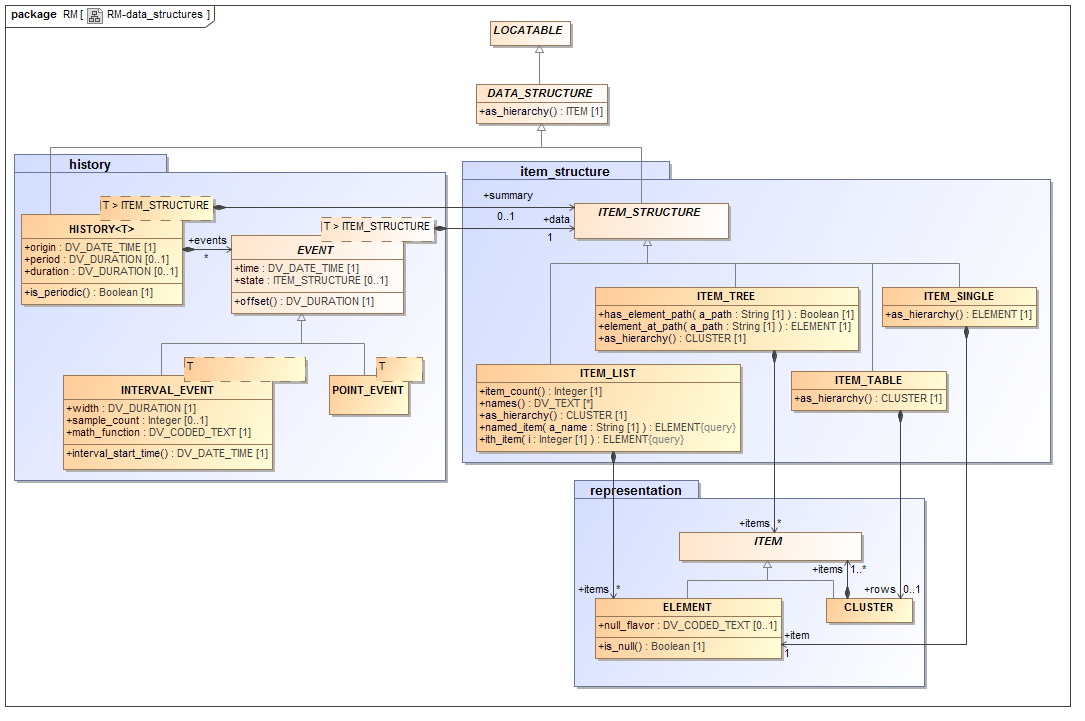 package RM [ RM-data_structures ]
LOCATABLE
DATA_STRUCTURE
+as_hierarchy() : ITEM [1]
history
T > ITEM_STRUCTURE
HISTORY<T>
+origin : DV_DATE_TIME [1]
+period : DV_DURATION [0..1]
+duration : DV_DURATION [0..1]
+is_periodic() : Boolean [1]
+events
*
T > ITEM_STRUCTURE
EVENT
+time : DV_DATE_TIME [1]
+state : ITEM_STRUCTURE [0..1]
+offset() : DV_DURATION [1]
T
INTERVAL_EVENT
+width : DV_DURATION [1]
+sample_count : Integer [0..1]
+math_function : DV_CODED_TEXT [1]
+interval_start_time() : DV_DATE_TIME [1]
T
POINT_EVENT
item_structure
+summary
0..1
+data
1
ITEM_STRUCTURE
ITEM_TREE
+has_element_path( a_path : String [1] ) : Boolean [1]
+element_at_path( a_path : String [1] ) : ELEMENT [1]
+as_hierarchy() : CLUSTER [1]
ITEM_SINGLE
+as_hierarchy() : ELEMENT [1]
ITEM_LIST
+item_count() : Integer [1]
+names() : DV_TEXT [*]
+as_hierarchy() : CLUSTER [1]
+named_item( a_name : String [1] ) : ELEMENT{query}
+ith_item( i : Integer [1] ) : ELEMENT{query}
ITEM_TABLE
+as_hierarchy() : CLUSTER [1]
representation
+items *
ITEM
+items 1..*
+items *
+rows 0..1
ELEMENT
+null_flavor : DV_CODED_TEXT [0..1]
+is_null() : Boolean [1]
CLUSTER
+item
1